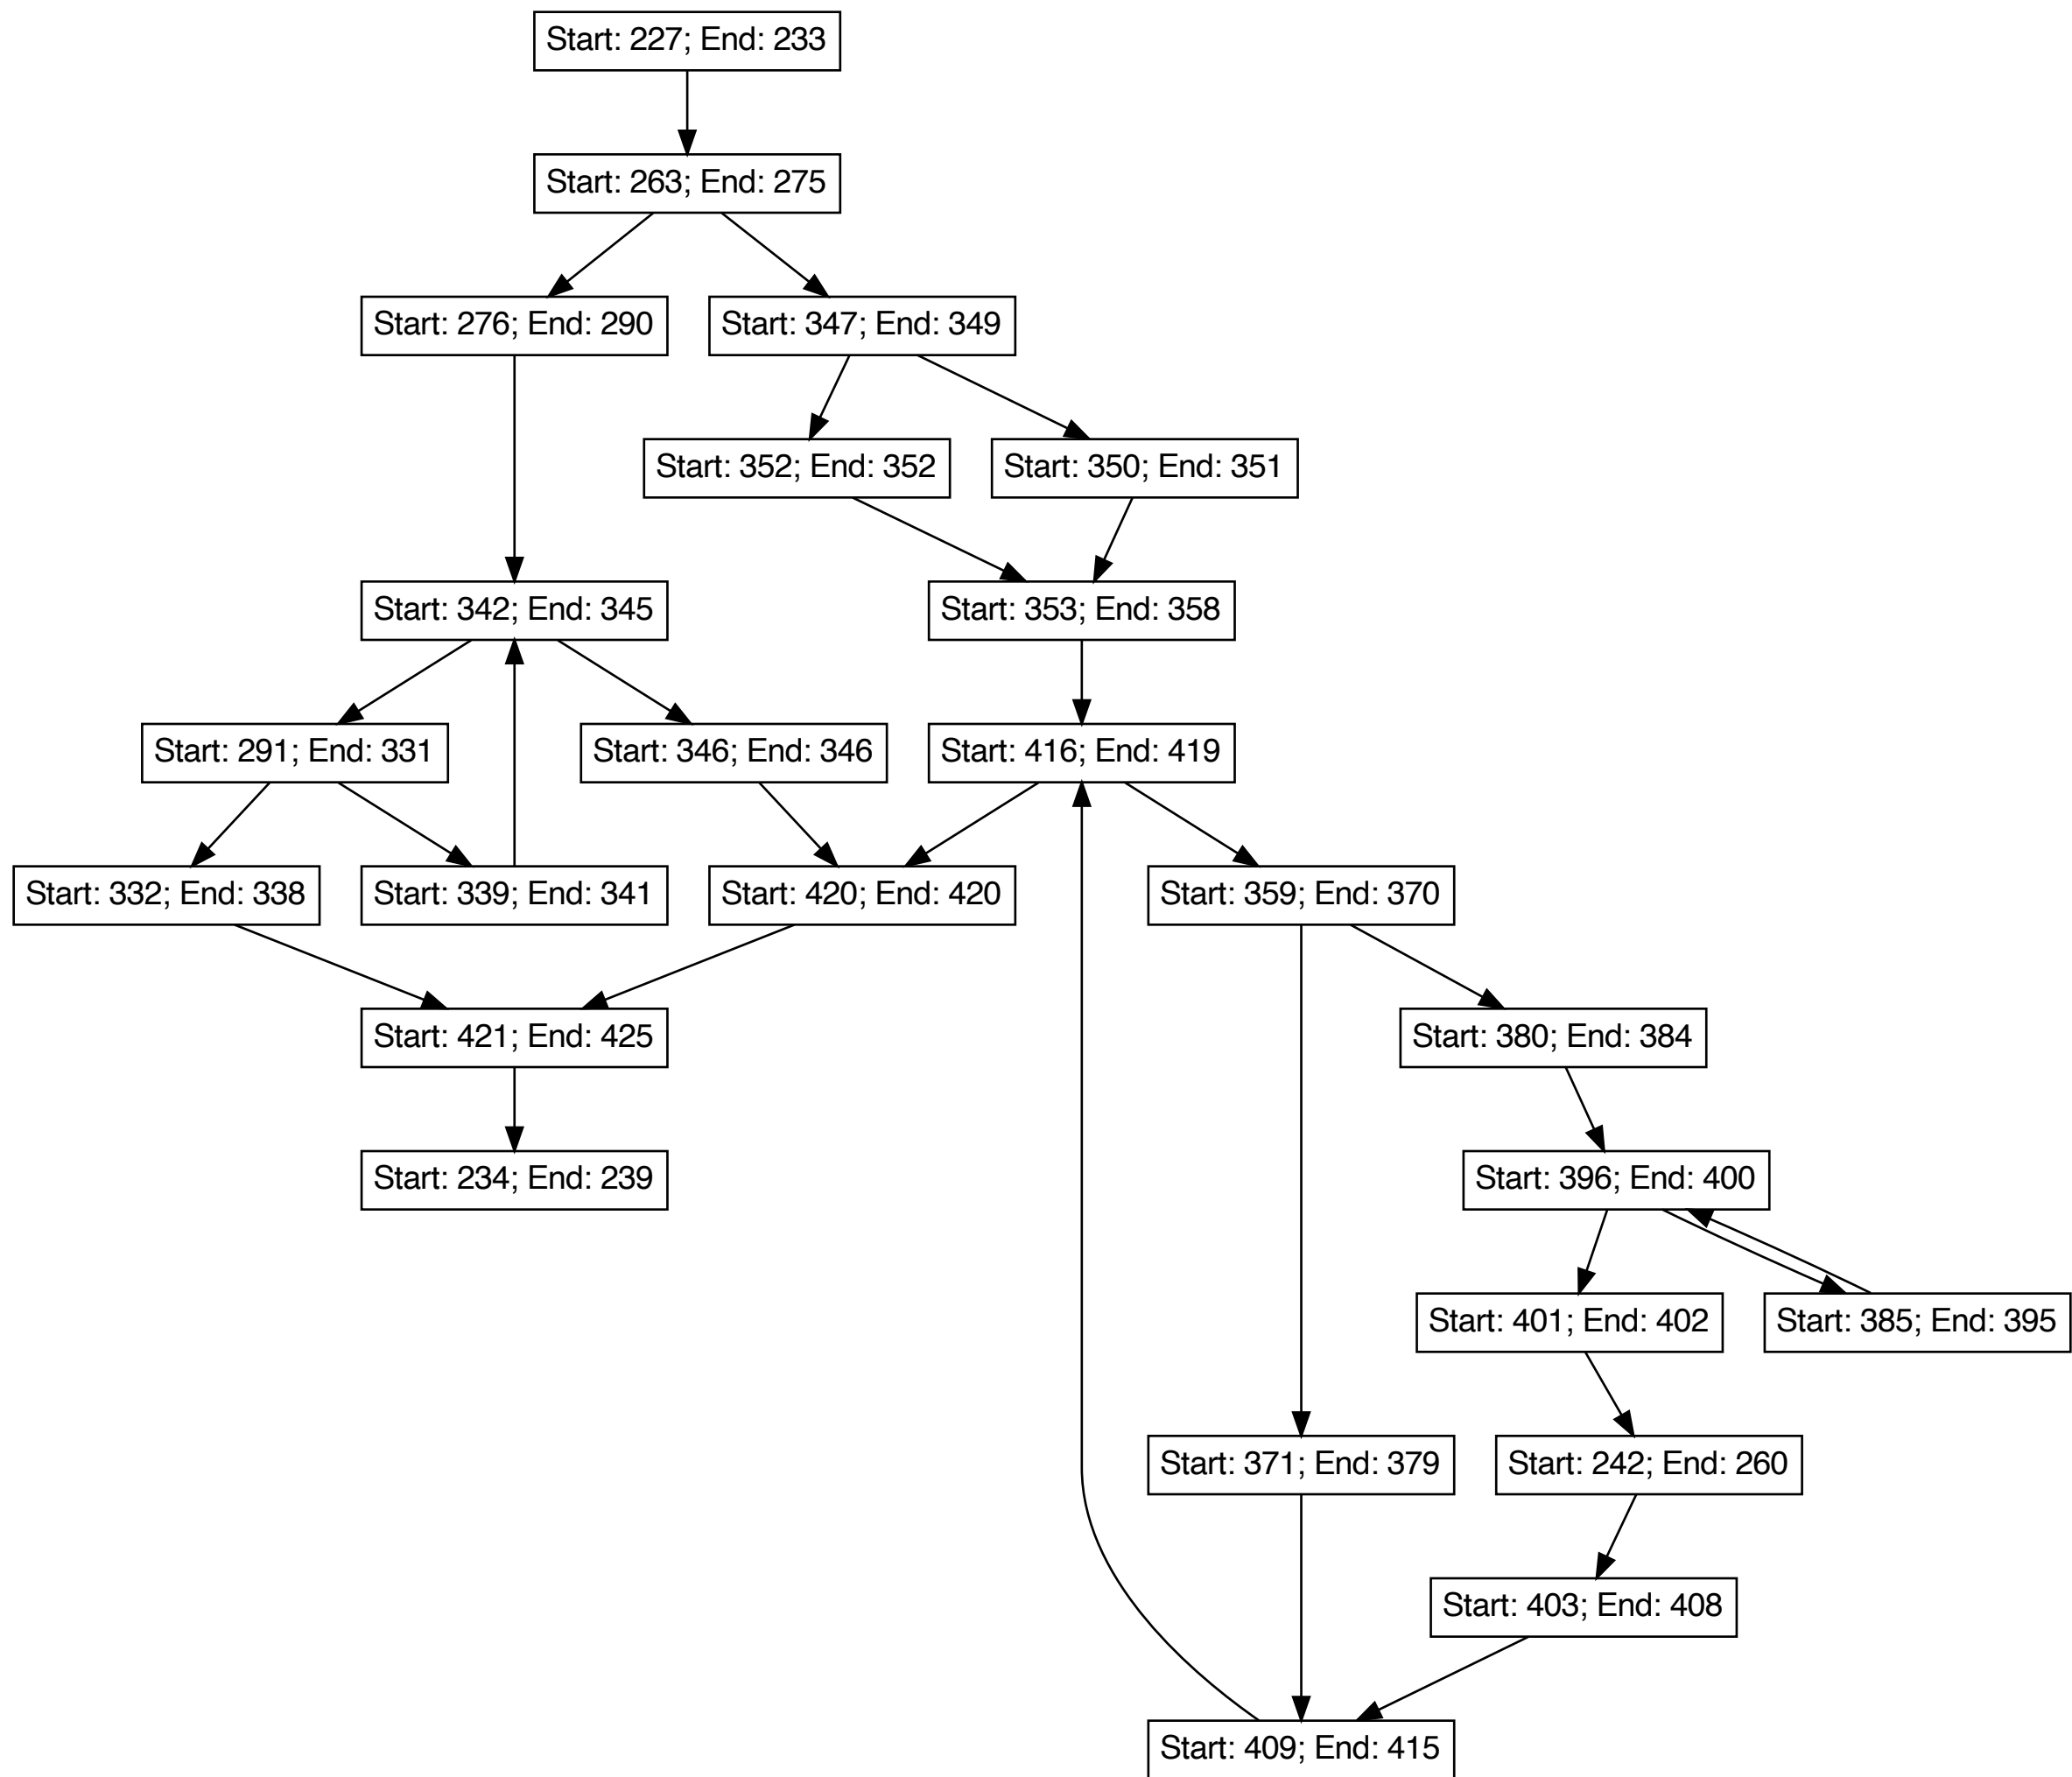 Start: 227; End: 233
Start: 263; End: 275
Start: 276; End: 290
Start: 347; End: 349
Start: 352; End: 352
Start: 350; End: 351
Start: 342; End: 345
Start: 353; End: 358
Start: 291; End: 331
Start: 346; End: 346
Start: 416; End: 419
Start: 332; End: 338
Start: 339; End: 341
Start: 420; End: 420
Start: 359; End: 370
Start: 421; End: 425
Start: 380; End: 384
Start: 234; End: 239
Start: 396; End: 400
Start: 401; End: 402
Start: 385; End: 395
Start: 371; End: 379
Start: 242; End: 260
Start: 403; End: 408
Start: 409; End: 415